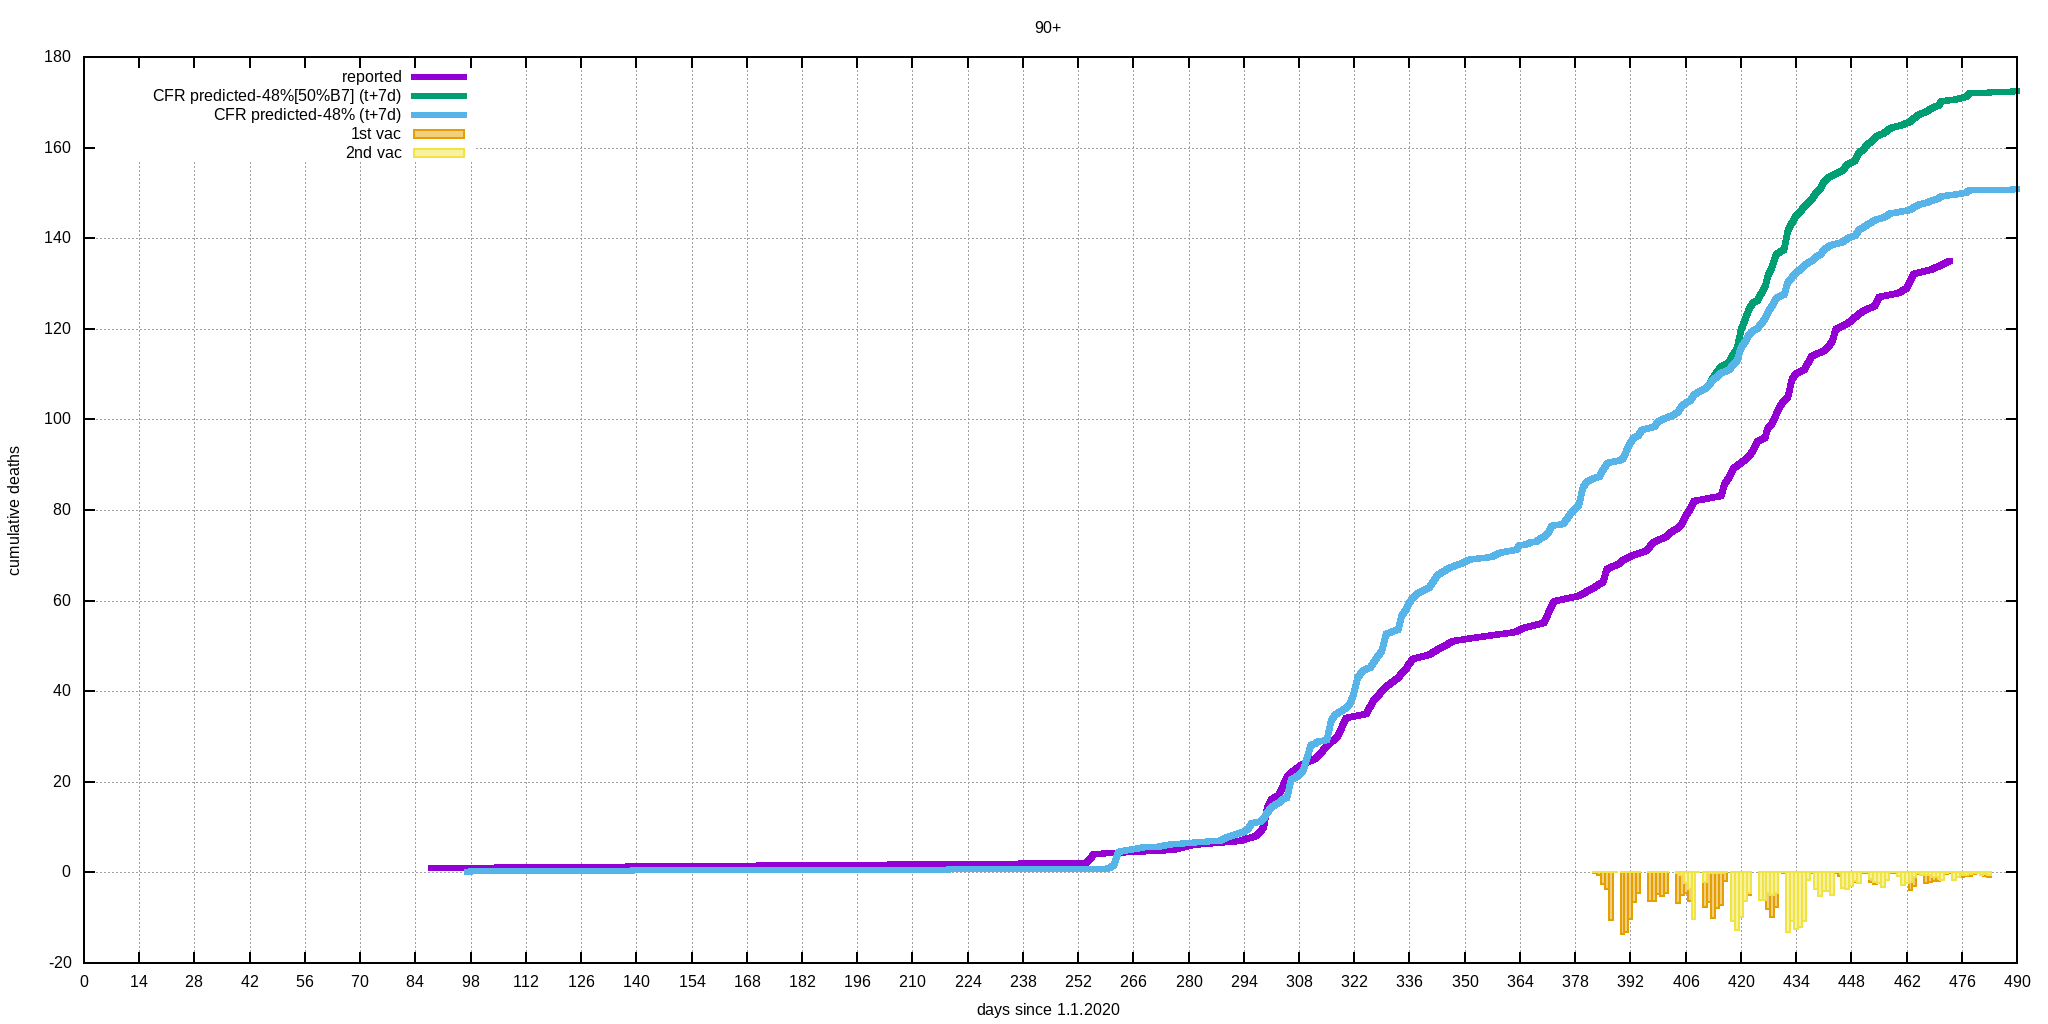 90+
180
160
140
120
100
80
60
40
20
0
-20
reported
CFR predicted-48%[50%B7] (t+7d)
CFR predicted-48% (t+7d)
1st vac
2nd vac
cumulative deaths
0 14 28 42 56 70 84 98 112 126 140 154 168 182 196 210 224 238 252 266 280 294 308 322 336 350 364 378 392 406 420 434 448 462 476 490
days since 1.1.2020